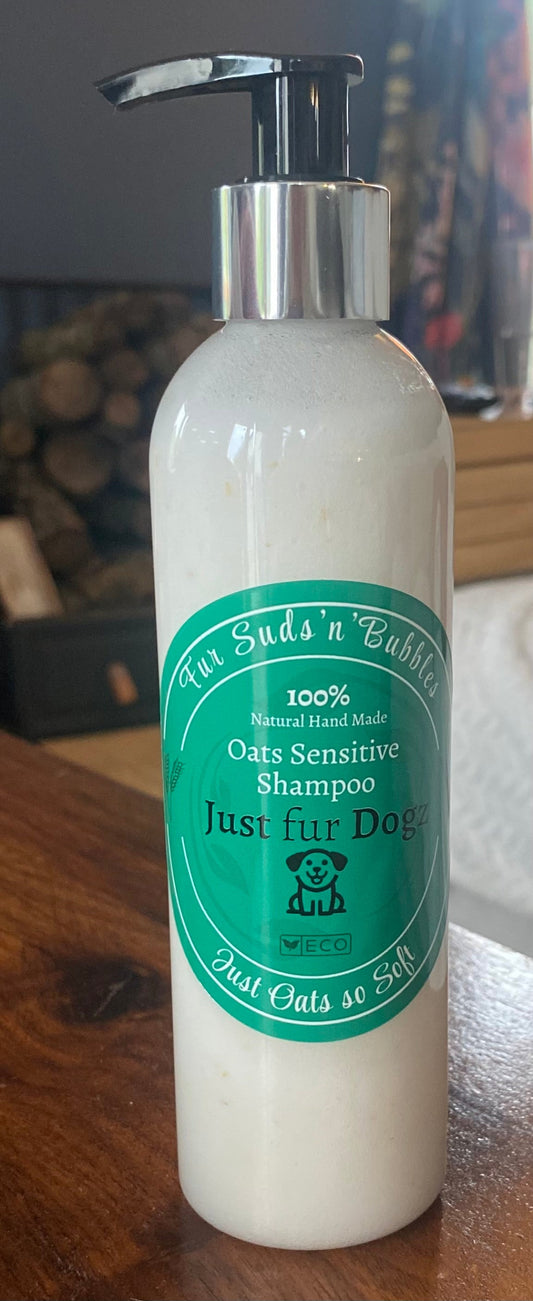 Fur Suds'n'Bubbles
100%
Natural Hand Made
Oats Sensitive
Shampoo
Just fur Dogz
ECO
Just Oats so Soft